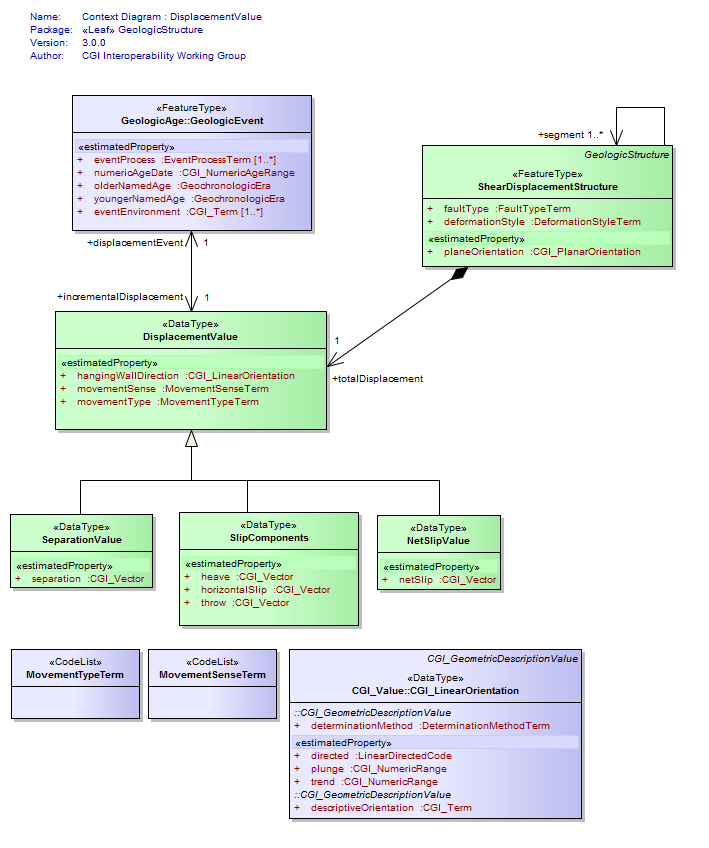 Name: Context Diagram : DisplacementValue
Package: «Leaf» GeologicStructure
Version: 3.0.0
Author: CGI Interoperability Working Group
«FeatureType»
GeologicAge::GeologicEvent
«estimatedProperty»
+ eventProcess :EventProcessTerm [1..*]
+ numericAgeDate :CGI_NumericAgeRange
+ olderNamedAge :GeochronologicEra
+ youngerNamedAge :GeochronologicEra
+ eventEnvironment :CGI_Term [1..*]
+segment 1..*
GeologicStructure
«FeatureType»
ShearDisplacementStructure
+ faultType :FaultTypeTerm
+ deformationStyle :DeformationStyleTerm
«estimatedProperty»
+ planeOrientation :CGI_PlanarOrientation
+displacementEvent 1
+incrementalDisplacement 1
«DataType»
DisplacementValue
«estimatedProperty»
+ hangingWallDirection :CGI_LinearOrientation
+ movementSense :MovementSenseTerm
+ movementType :MovementTypeTerm
1
+totalDisplacement
«DataType»
SeparationValue
«estimatedProperty»
+ separation :CGI_Vector
«DataType»
SlipComponents
«estimatedProperty»
+ heave :CGI_Vector
+ horizontalSlip :CGI_Vector
+ throw :CGI_Vector
«DataType»
NetSlipValue
«estimatedProperty»
+ netSlip :CGI_Vector
«CodeList»
MovementTypeTerm
«CodeList»
MovementSenseTerm
CGI_GeometricDescriptionValue
«DataType»
CGI_Value::CGI_LinearOrientation
::CGI_GeometricDescriptionValue
+ determinationMethod :DeterminationMethodTerm
«estimatedProperty»
+ directed :LinearDirectedCode
+ plunge :CGI_NumericRange
+ trend :CGI_NumericRange
::CGI_GeometricDescriptionValue
+ descriptiveOrientation :CGI_Term